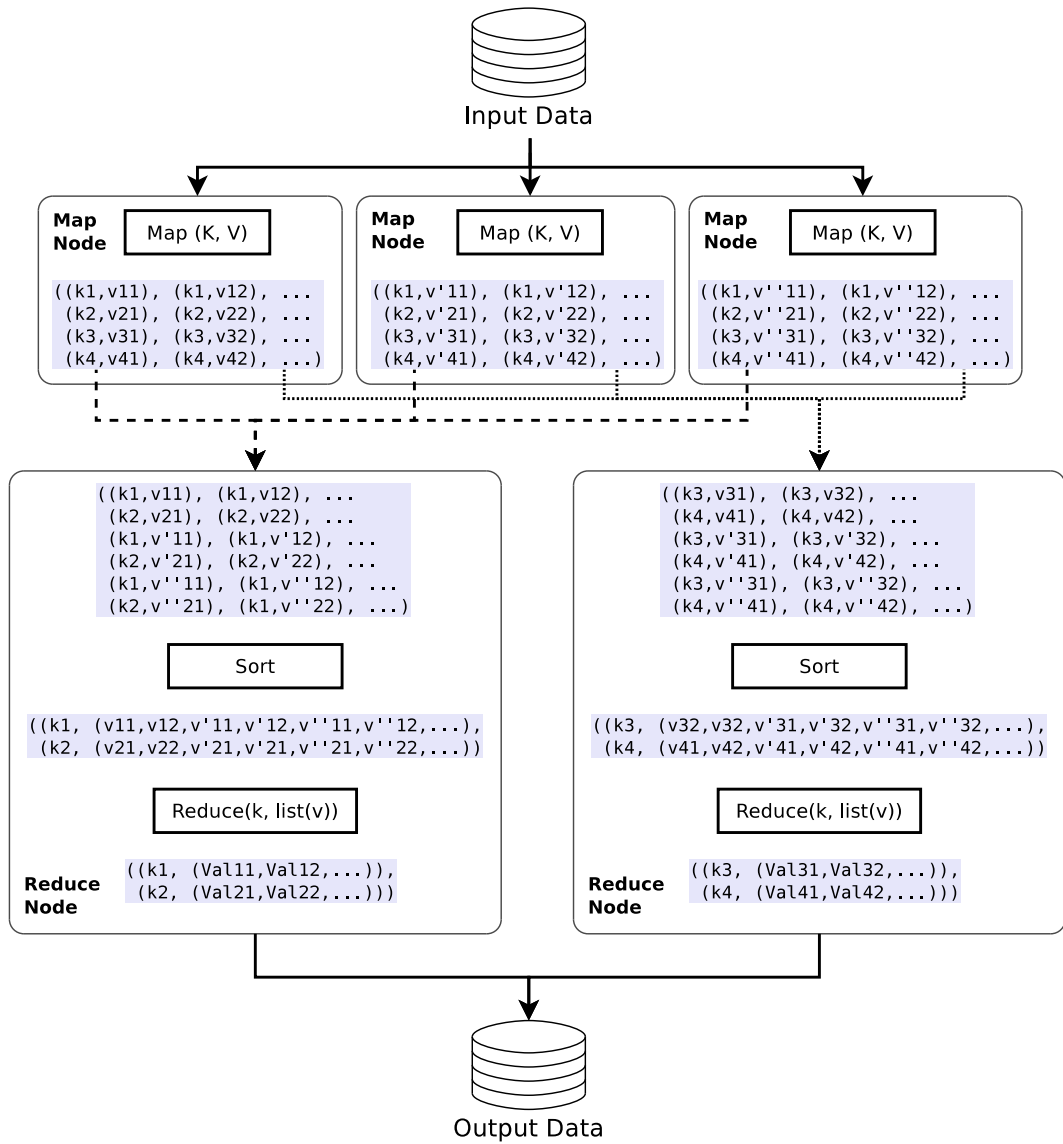 Input Data
Map
Node
Map (K, V)
((k1,v11), (k1,v12), ...
(k2,v21), (k2,v22), ...
(k3,v31), (k3,v32), ...
(k4,v41), (k4,v42), ...)
Map
Node
Map (K, V)
((k1,v'11), (k1,v'12), ...
(k2,v'21), (k2,v'22), ...
(k3,v'31), (k3,v'32), ...
(k4,v'41), (k4,v'42), ...)
Map
Node
Map (K, V)
((k1,v''11), (k1,v''12), ...
(k2,v''21), (k2,v''22), ...
(k3,v''31), (k3,v''32), ...
(k4,v''41), (k4,v''42), ...)
((k1,v11), (k1,v12), ...
(k2,v21), (k2,v22), ...
(k1,v'11), (k1,v'12), ...
(k2,v'21), (k2,v'22), ...
(k1,v''11), (k1,v''12), ...
(k2,v''21), (k1,v''22), ...)
Sort
((k1, (v11,v12,v'11,v'12,v''11,v''12,...),
(k2, (v21,v22,v'21,v'21,v''21,v''22,...))
Reduce(k, list(v))
((k1, (Val11,Val12,...)),
(k2, (Val21,Val22,...)))
Reduce
Node
((k3,v31), (k3,v32), ...
(k4,v41), (k4,v42), ...
(k3,v'31), (k3,v'32), ...
(k4,v'41), (k4,v'42), ...
(k3,v''31), (k3,v''32), ...
(k4,v''41), (k4,v''42), ...)
Sort
((k3, (v32,v32,v'31,v'32,v''31,v''32,...),
(k4, (v41,v42,v'41,v'42,v''41,v''42,...))
Reduce(k, list(v))
((k3, (Val31,Val32,...)),
(k4, (Val41,Val42,...)))
Reduce
Node
Output Data